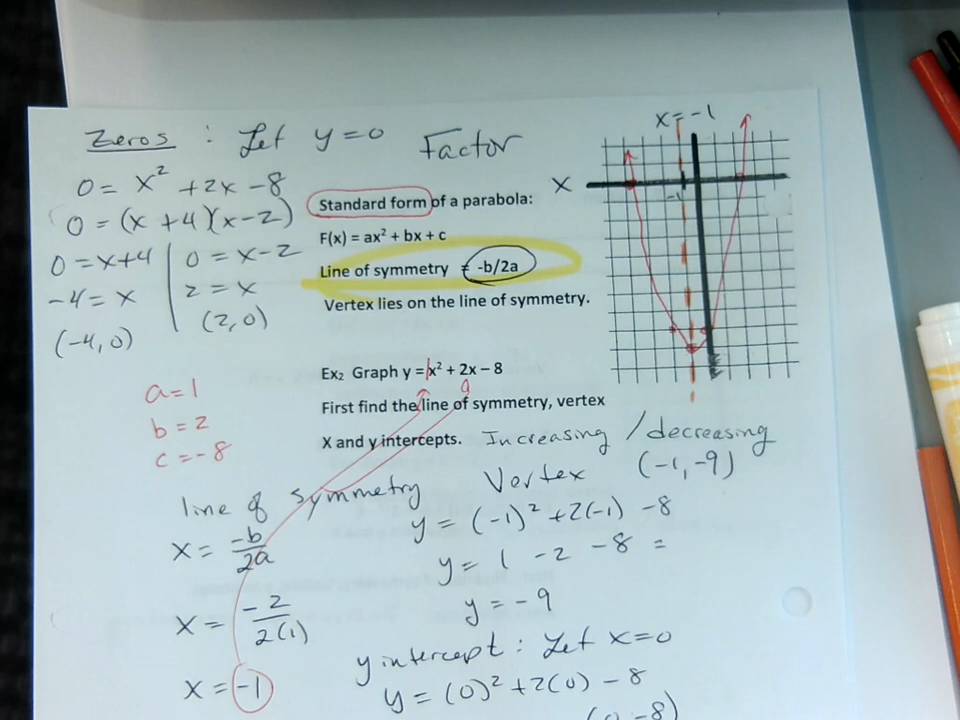 Zeros : Let y=0 Factor
0 = x² + 2x - 8
0 = (x + 4)(x - 2)
0 = x+4 | 0 = x - 2
-4 = x | 2 = x
(-4, 0) (2, 0)
a = 1
b = 2
c = -8
Standard form of a parabola:
F(x) = ax² + bx + c
Line of symmetry = -b/2a
Vertex lies on the line of symmetry.
Ex₂ Graph y = x² + 2x – 8
First find the line of symmetry, vertex
X and y intercepts. Increasing / decreasing
x = -1
X
-1
line of symmetry
x = -b/2a
x = -2/2(1)
x = -1
Vertex (-1, -9)
y = (-1)² + 2(-1) - 8
y = 1 - 2 - 8 =
y = - 9
y intercept : Let x=0
y = (0)² + 2(0) - 8
(0, -8)